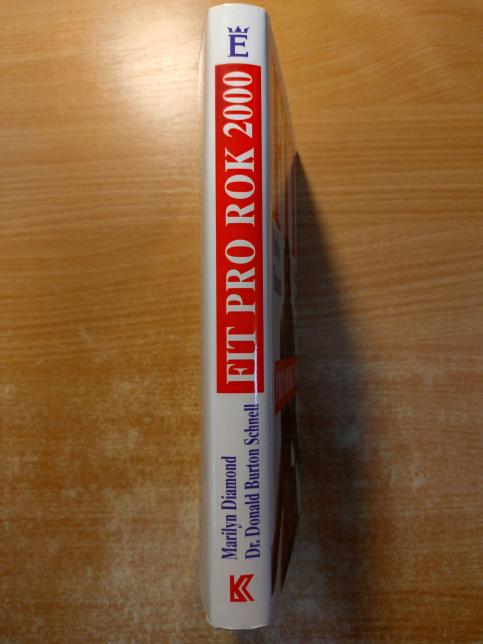 E
FIT PRO ROK 2000
Marilyn Diamond
Dr. Donald Burton Schnell
K